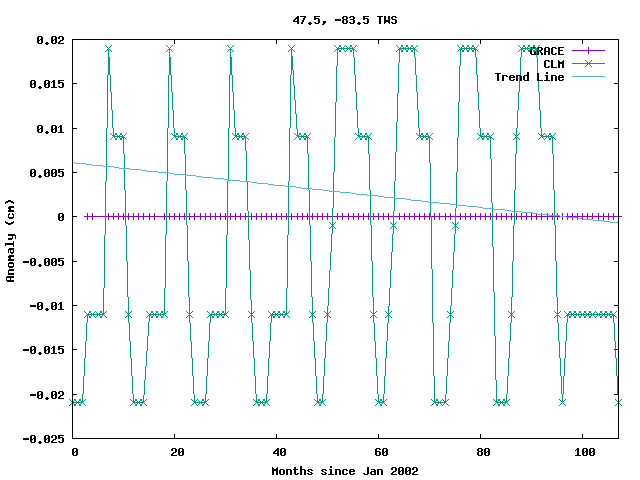 47.5, -83.5 TWS
0.02
0.015
0.01
0.005
0
-0.005
-0.01
-0.015
-0.02
-0.025
Anomaly (cm)
GRACE
CLM
Trend Line
0 20 40 60 80 100
Months since Jan 2002